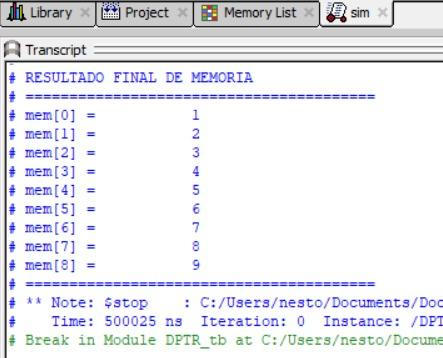 Library Project Memory List sim
Transcript
# RESULTADO FINAL DE MEMORIA
# ========================================
# mem[0] = 1
# mem[1] = 2
# mem[2] = 3
# mem[3] = 4
# mem[4] = 5
# mem[5] = 6
# mem[6] = 7
# mem[7] = 8
# mem[8] = 9
# ========================================
# ** Note: $stop    : C:/Users/nesto/Documents/Doc
#    Time: 500025 ns  Iteration: 0  Instance: /DPT
# Break in Module DPTR_tb at C:/Users/nesto/Docume